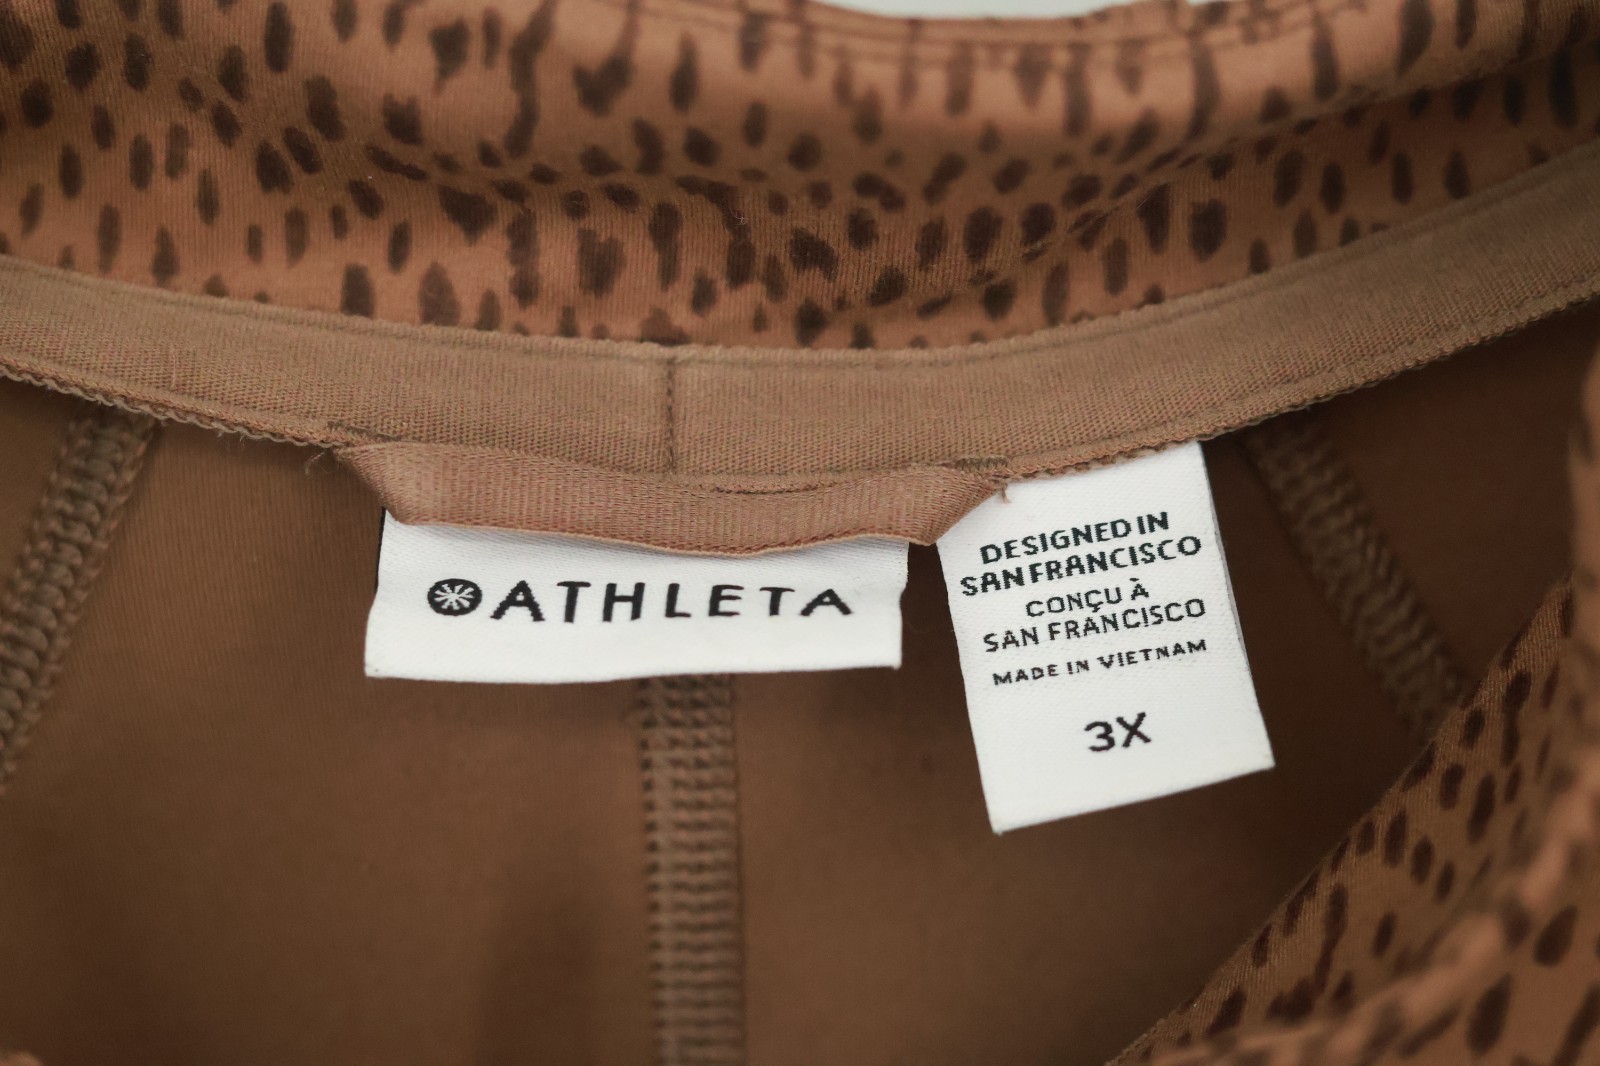 ATHLETA
DESIGNED IN
SAN FRANCISCO
CONÇU À
SAN FRANCISCO
MADE IN VIETNAM
3X